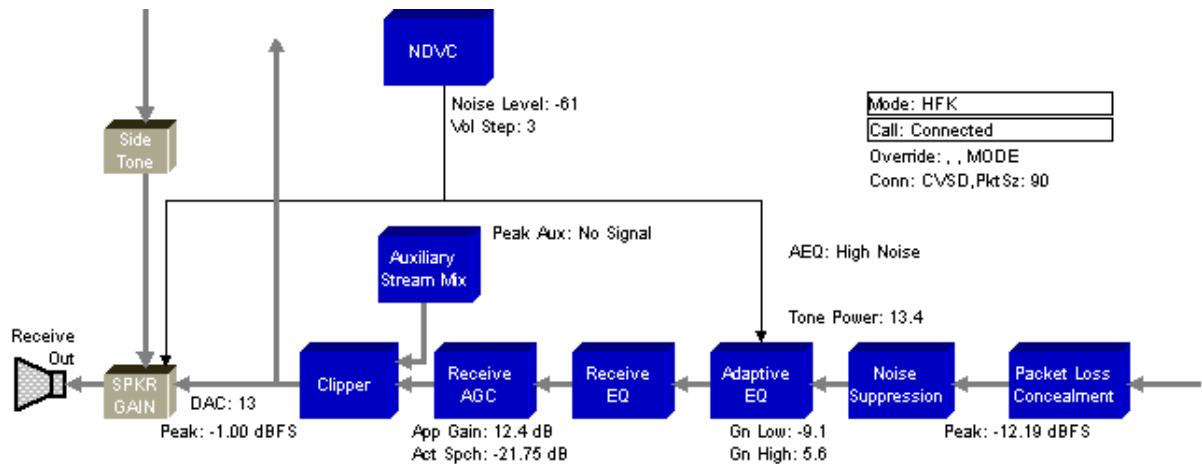 NDVC
Noise Level: -61
Vol Step: 3
Mode: HFK
Call: Connected
Override: , , MODE
Conn: CVSD,PktSz: 90
Side
Tone
Peak Aux: No Signal
Auxiliary
Stream Mix
AEQ: High Noise
Tone Power: 13.4
Receive
Out
SPKR
GAIN
DAC: 13
Peak: -1.00 dBFS
Clipper
Receive
AGC
App Gain: 12.4 dB
Act Spch: -21.75 dB
Receive
EQ
Adaptive
EQ
Gn Low: -9.1
Gn High: 5.6
Noise
Suppression
Peak: -12.19 dBFS
Packet Loss
Concealment